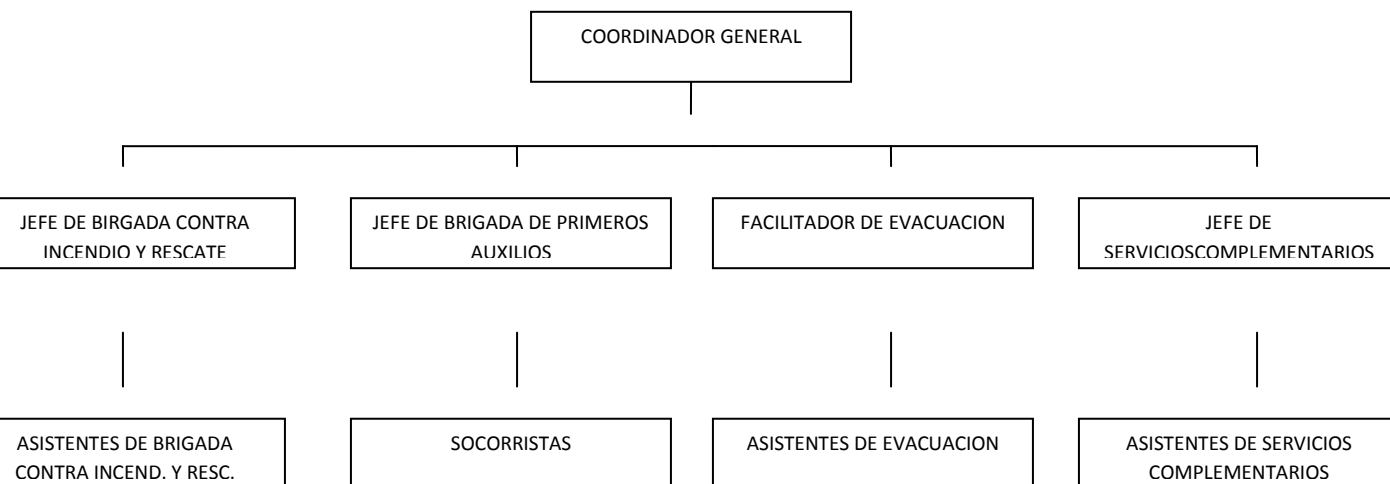 COORDINADOR GENERAL
JEFE DE BIRGADA CONTRA
INCENDIO Y RESCATE
JEFE DE BRIGADA DE PRIMEROS
AUXILIOS
FACILITADOR DE EVACUACION
JEFE DE
SERVICIOSCOMPLEMENTARIOS
ASISTENTES DE BRIGADA
CONTRA INCEND. Y RESC.
SOCORRISTAS
ASISTENTES DE EVACUACION
ASISTENTES DE SERVICIOS
COMPLEMENTARIOS